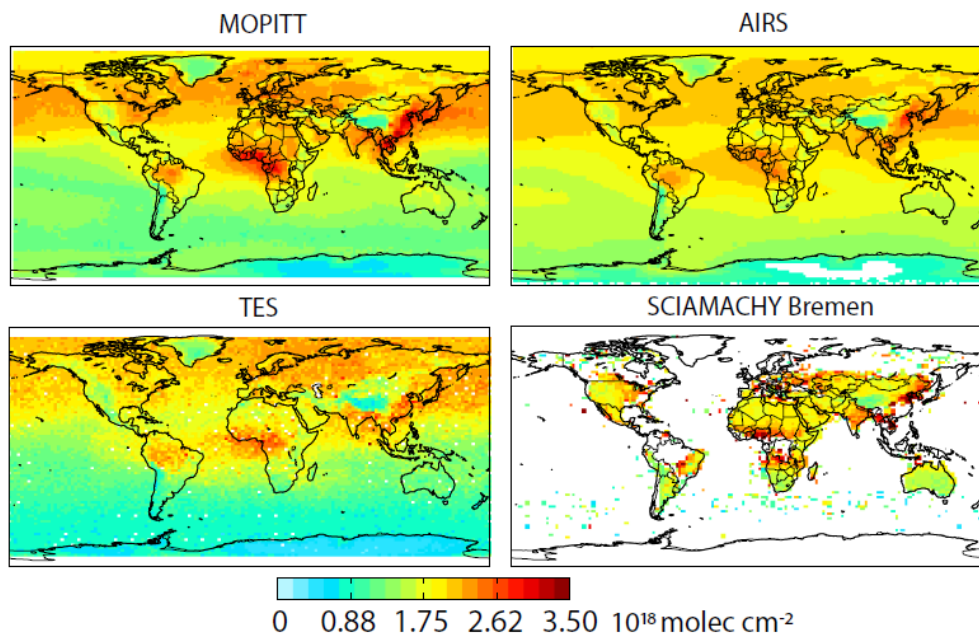 MOPITT
AIRS
TES
SCIAMACHY Bremen
0 0.88 1.75 2.62 3.50 10¹⁸ molec cm⁻²